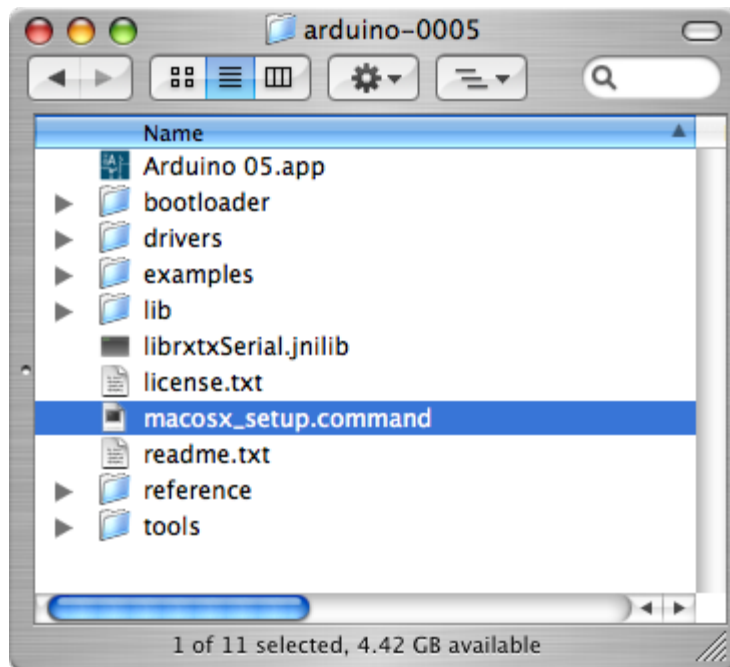 arduino-0005
Name
Arduino 05.app
bootloader
drivers
examples
lib
librxtxSerial.jnilib
license.txt
macosx_setup.command
readme.txt
reference
tools
1 of 11 selected, 4.42 GB available